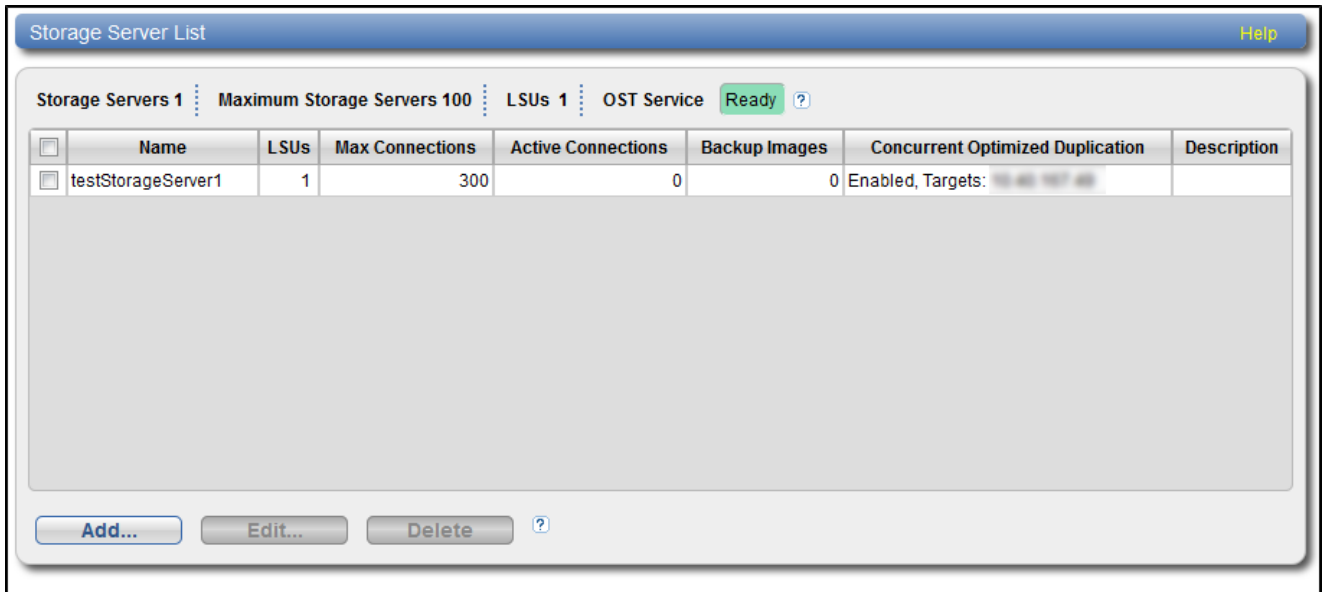 Storage Server List Help
Storage Servers 1 Maximum Storage Servers 100 LSUs 1 OST Service Ready ?
Name LSUs Max Connections Active Connections Backup Images Concurrent Optimized Duplication Description
testStorageServer1 1 300 0 0 Enabled, Targets:
Add... Edit... Delete ?